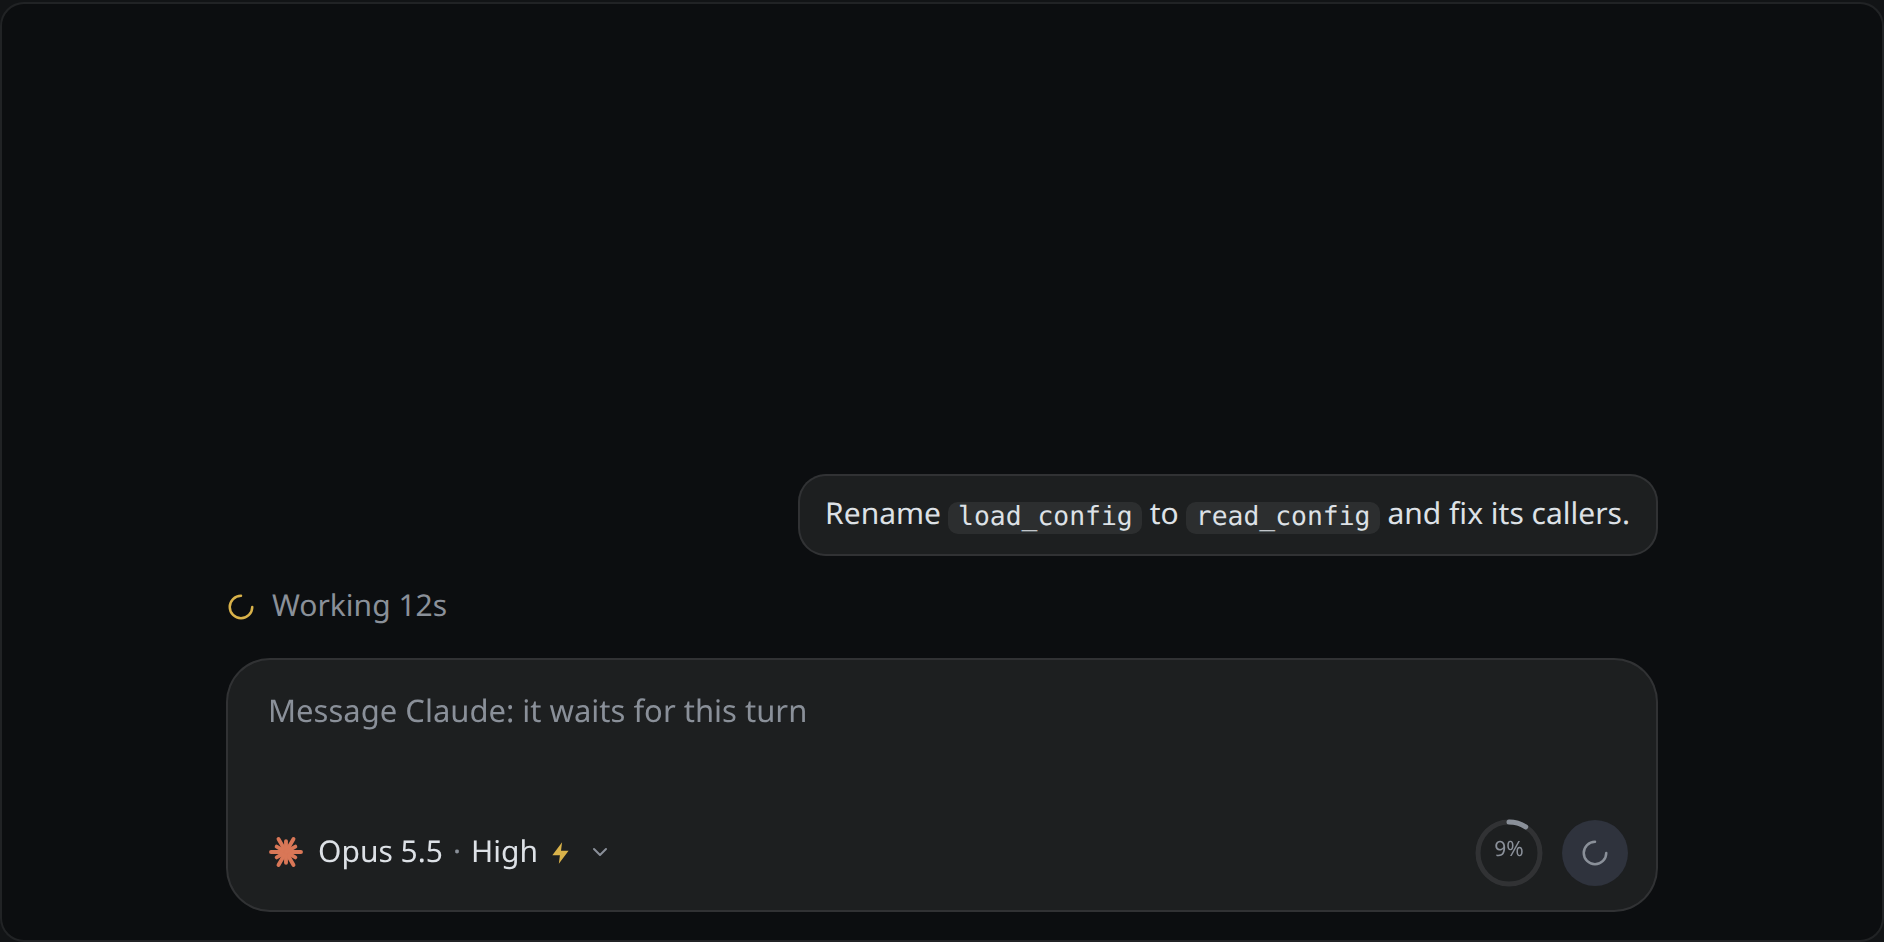 Rename load_config to read_config and fix its callers.
Working 12s
Message Claude: it waits for this turn
Opus 5.5 · High
9%